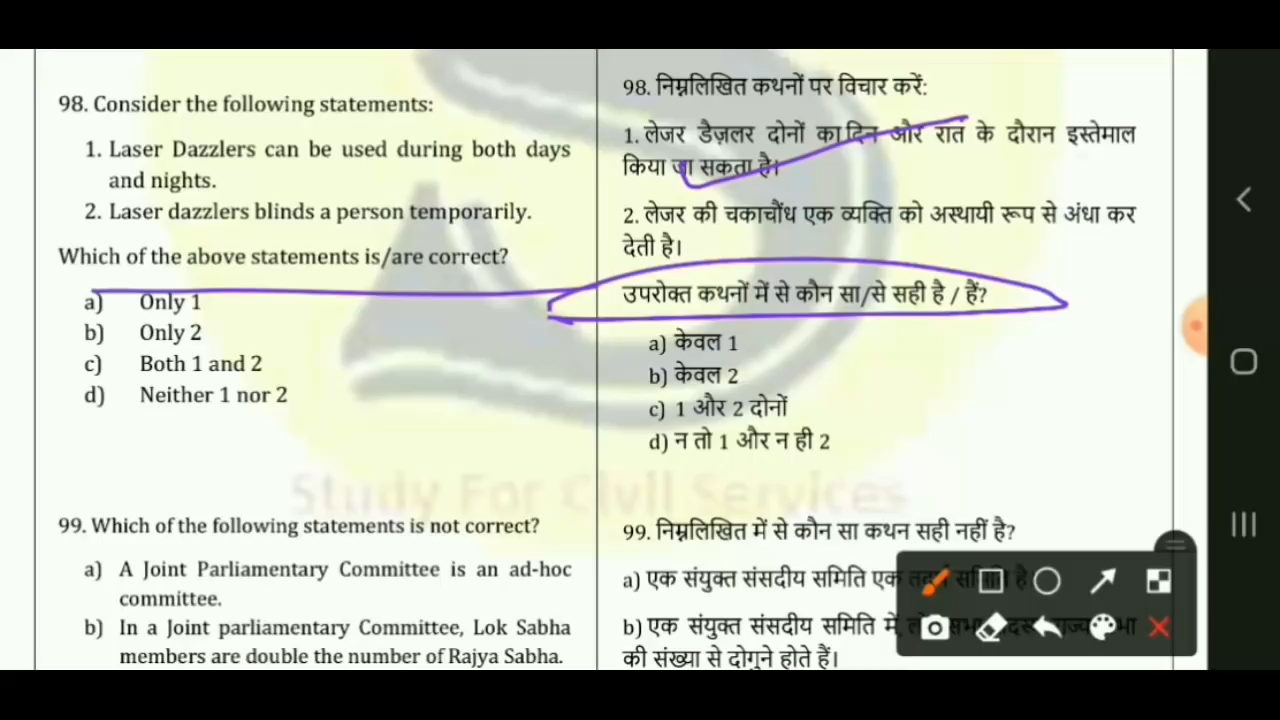 98. Consider the following statements:
1. Laser Dazzlers can be used during both days
and nights.
2. Laser dazzlers blinds a person temporarily.
Which of the above statements is/are correct?
a) Only 1
b) Only 2
c) Both 1 and 2
d) Neither 1 nor 2
99. Which of the following statements is not correct?
a) A Joint Parliamentary Committee is an ad-hoc
committee.
b) In a Joint parliamentary Committee, Lok Sabha
members are double the number of Rajya Sabha.
98. निम्नलिखित कथनों पर विचार करें:
1. लेजर डैज़लर दोनों का दिन और रात के दौरान इस्तेमाल
किया जा सकता है।
2. लेजर की चकाचौंध एक व्यक्ति को अस्थायी रूप से अंधा कर
देती है।
उपरोक्त कथनों में से कौन सा/से सही है / हैं?
a) केवल 1
b) केवल 2
c) 1 और 2 दोनों
d) न तो 1 और न ही 2
99. निम्नलिखित में से कौन सा कथन सही नहीं है?
a) एक संयुक्त संसदीय समिति एक
b) एक संयुक्त संसदीय समिति में
की संख्या से दोगुने होते हैं।
Study For Civil Services